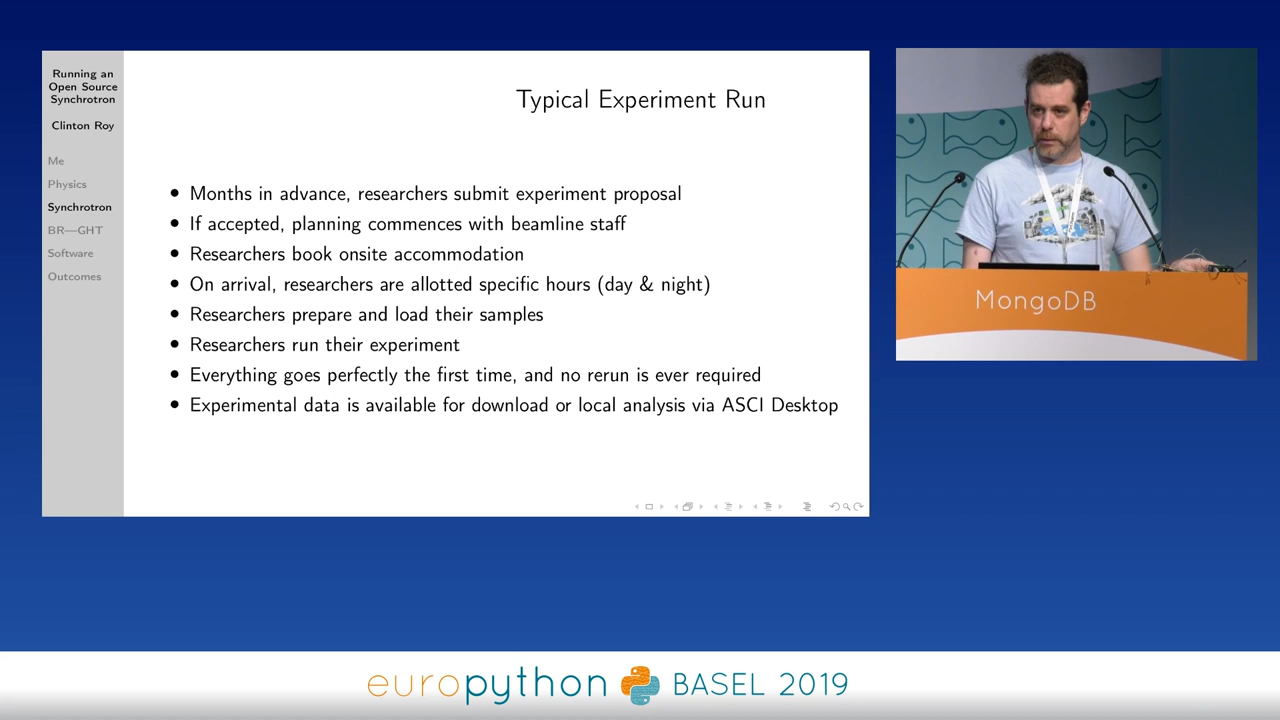 Running an
Open Source
Synchrotron
Clinton Roy
Me
Physics
Synchrotron
BR—GHT
Software
Outcomes
Typical Experiment Run
• Months in advance, researchers submit experiment proposal
• If accepted, planning commences with beamline staff
• Researchers book onsite accommodation
• On arrival, researchers are allotted specific hours (day & night)
• Researchers prepare and load their samples
• Researchers run their experiment
• Everything goes perfectly the first time, and no rerun is ever required
• Experimental data is available for download or local analysis via ASCI Desktop
MongoDB
europython BASEL 2019